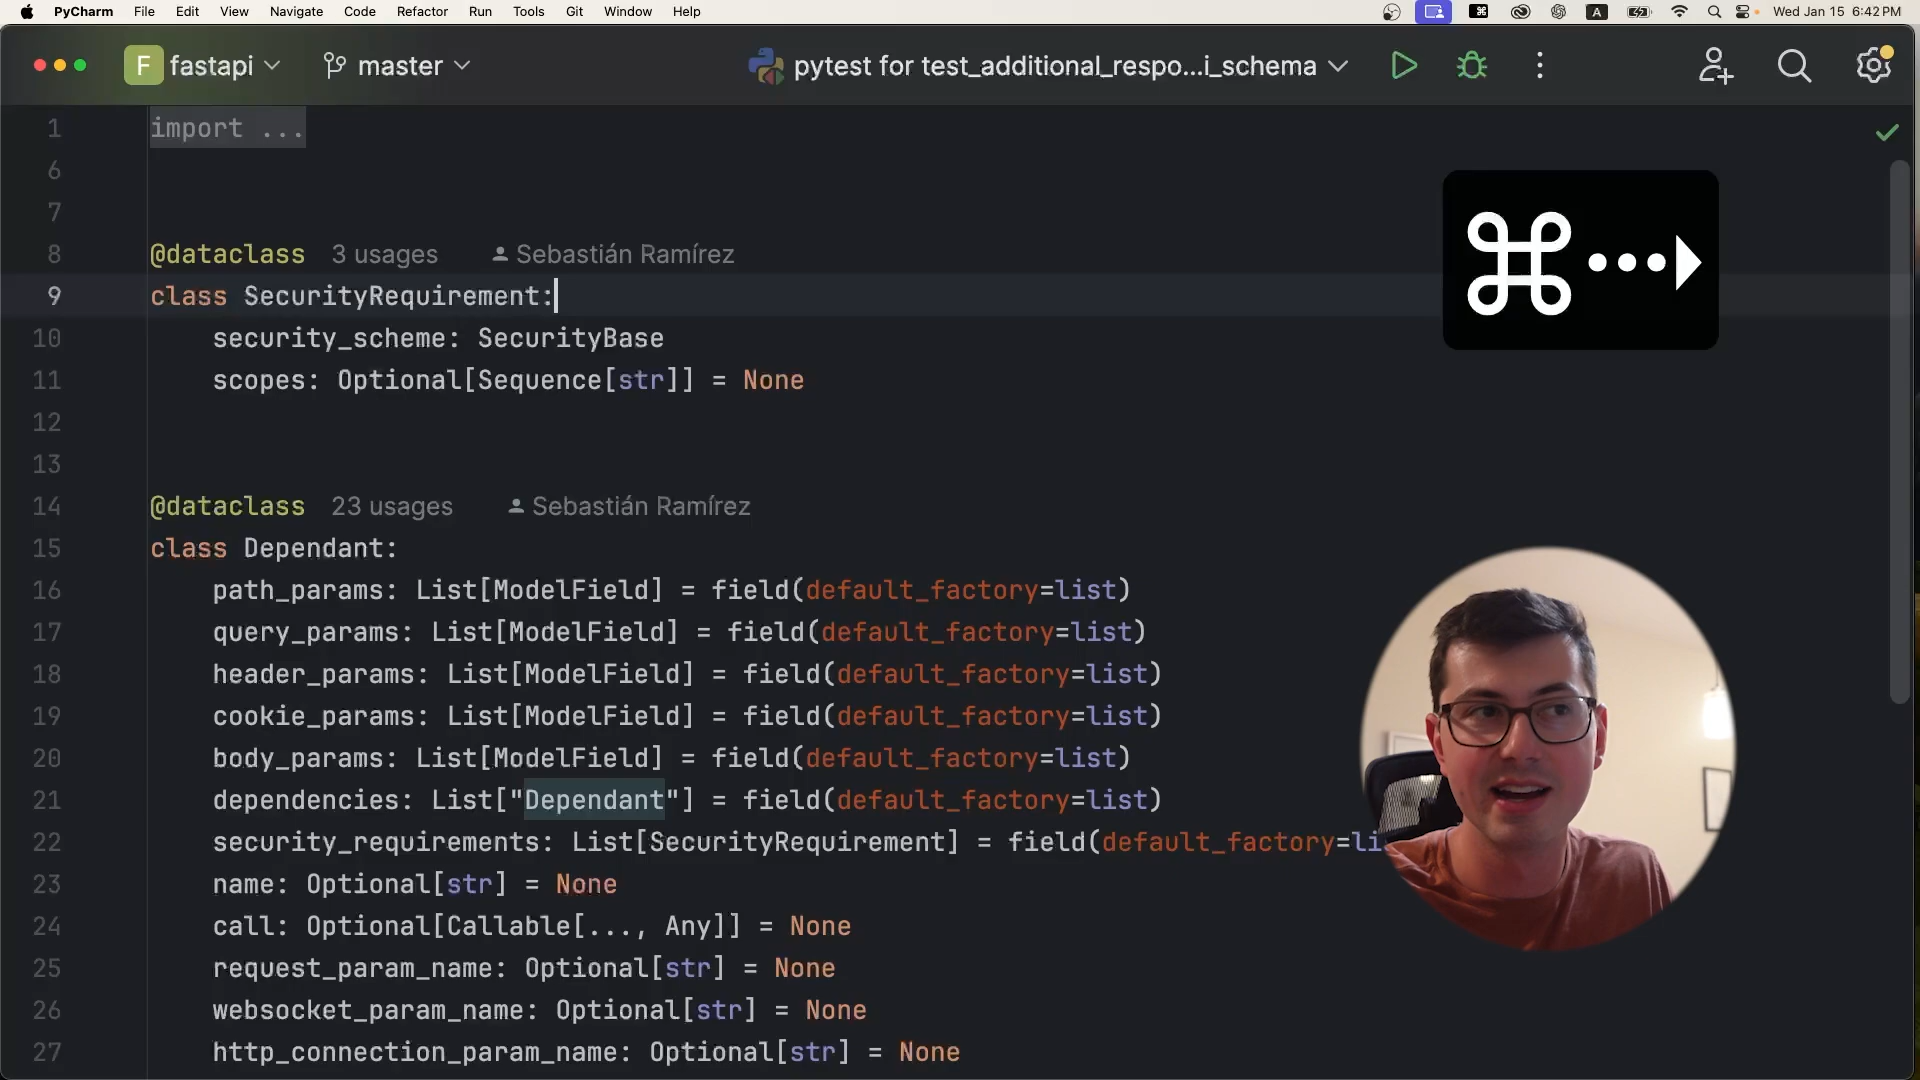 PyCharm File Edit View Navigate Code Refactor Run Tools Git Window Help A Wed Jan 15 6:42 PM
F fastapi master pytest for test_additional_respo...i_schema
1 import ...
6
7
8 @dataclass 3 usages Sebastián Ramírez
9 class SecurityRequirement:
10 security_scheme: SecurityBase
11 scopes: Optional[Sequence[str]] = None
12
13
14 @dataclass 23 usages Sebastián Ramírez
15 class Dependant:
16 path_params: List[ModelField] = field(default_factory=list)
17 query_params: List[ModelField] = field(default_factory=list)
18 header_params: List[ModelField] = field(default_factory=list)
19 cookie_params: List[ModelField] = field(default_factory=list)
20 body_params: List[ModelField] = field(default_factory=list)
21 dependencies: List["Dependant"] = field(default_factory=list)
22 security_requirements: List[SecurityRequirement] = field(default_factory=li
23 name: Optional[str] = None
24 call: Optional[Callable[..., Any]] = None
25 request_param_name: Optional[str] = None
26 websocket_param_name: Optional[str] = None
27 http_connection_param_name: Optional[str] = None